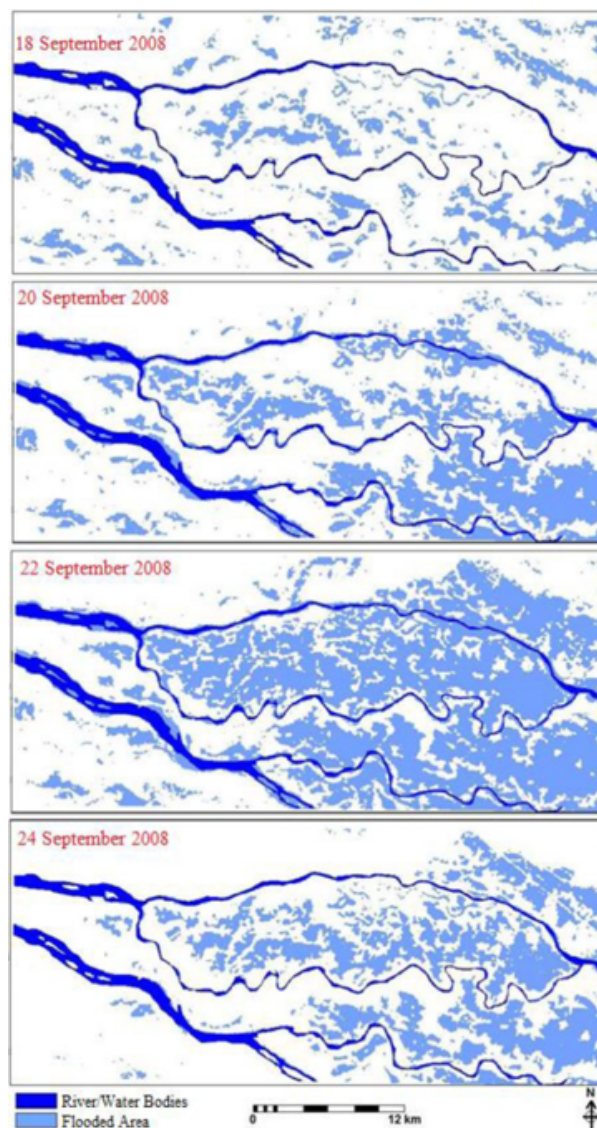 18 September 2008
20 September 2008
22 September 2008
24 September 2008
River/Water Bodies
Flooded Area
0
12 km
N